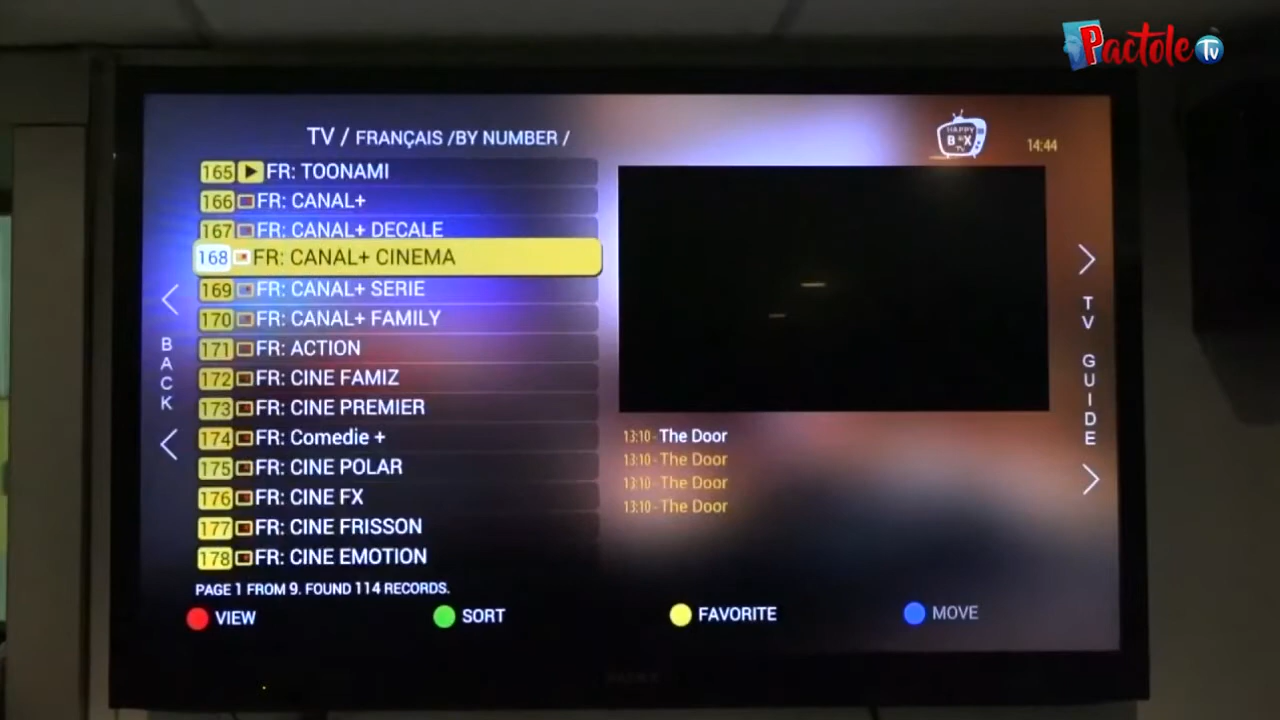 Pactole Tv
TV / FRANÇAIS /BY NUMBER /
HAPPY
BOX
TV
14:44
165 FR: TOONAMI
166 FR: CANAL+
167 FR: CANAL+ DECALE
168 FR: CANAL+ CINEMA
169 FR: CANAL+ SERIE
170 FR: CANAL+ FAMILY
171 FR: ACTION
172 FR: CINE FAMIZ
173 FR: CINE PREMIER
174 FR: Comedie +
175 FR: CINE POLAR
176 FR: CINE FX
177 FR: CINE FRISSON
178 FR: CINE EMOTION
BACK
TV GUIDE
13:10- The Door
13:10- The Door
13:10- The Door
13:10- The Door
PAGE 1 FROM 9. FOUND 114 RECORDS.
VIEW SORT FAVORITE MOVE